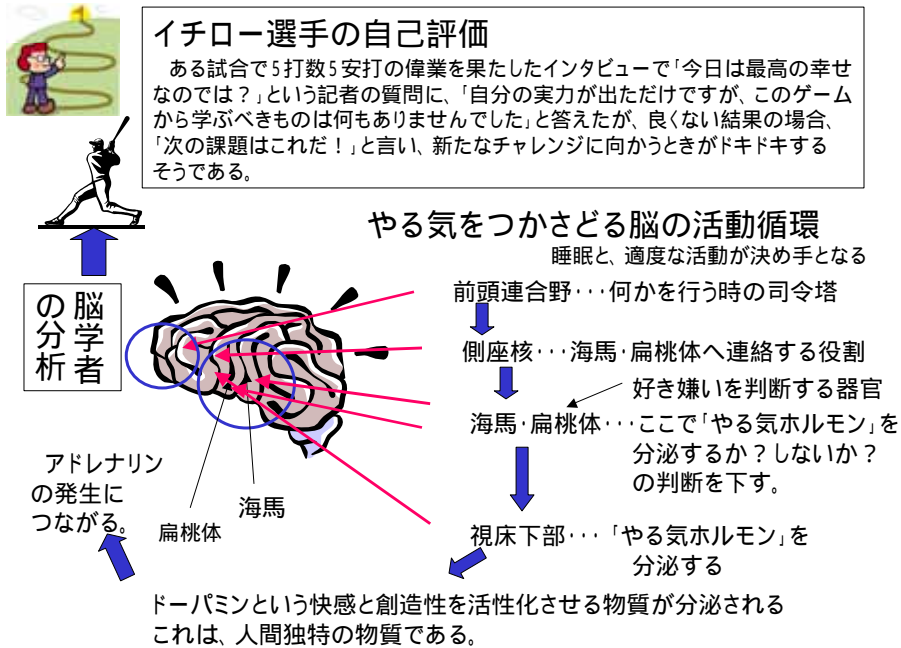 イチロー選手の自己評価
ある試合で5打数5安打の偉業を果たしたインタビューで「今日は最高の幸せ
なのでは?」という記者の質問に、「自分の実力が出ただけですが、このゲーム
から学ぶべきものは何もありませんでした」と答えたが、良くない結果の場合、
「次の課題はこれだ!」と言い、新たなチャレンジに向かうときがドキドキする
そうである。
やる気をつかさどる脳の活動循環
睡眠と、適度な活動が決め手となる
脳学者
の分析
前頭連合野・・・何かを行う時の司令塔
側座核・・・海馬・扁桃体へ連絡する役割
好き嫌いを判断する器官
海馬・扁桃体・・・ここで「やる気ホルモン」を
分泌するか?しないか?
の判断を下す。
視床下部・・・「やる気ホルモン」を
分泌する
海馬
扁桃体
アドレナリン
の発生に
つながる。
ドーパミンという快感と創造性を活性化させる物質が分泌される
これは、人間独特の物質である。